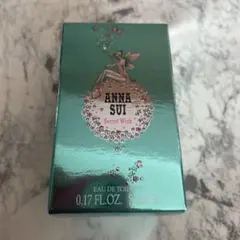 ANNA
SUI
Secret Wish
EAU DE TOI
0.17 FL.OZ.